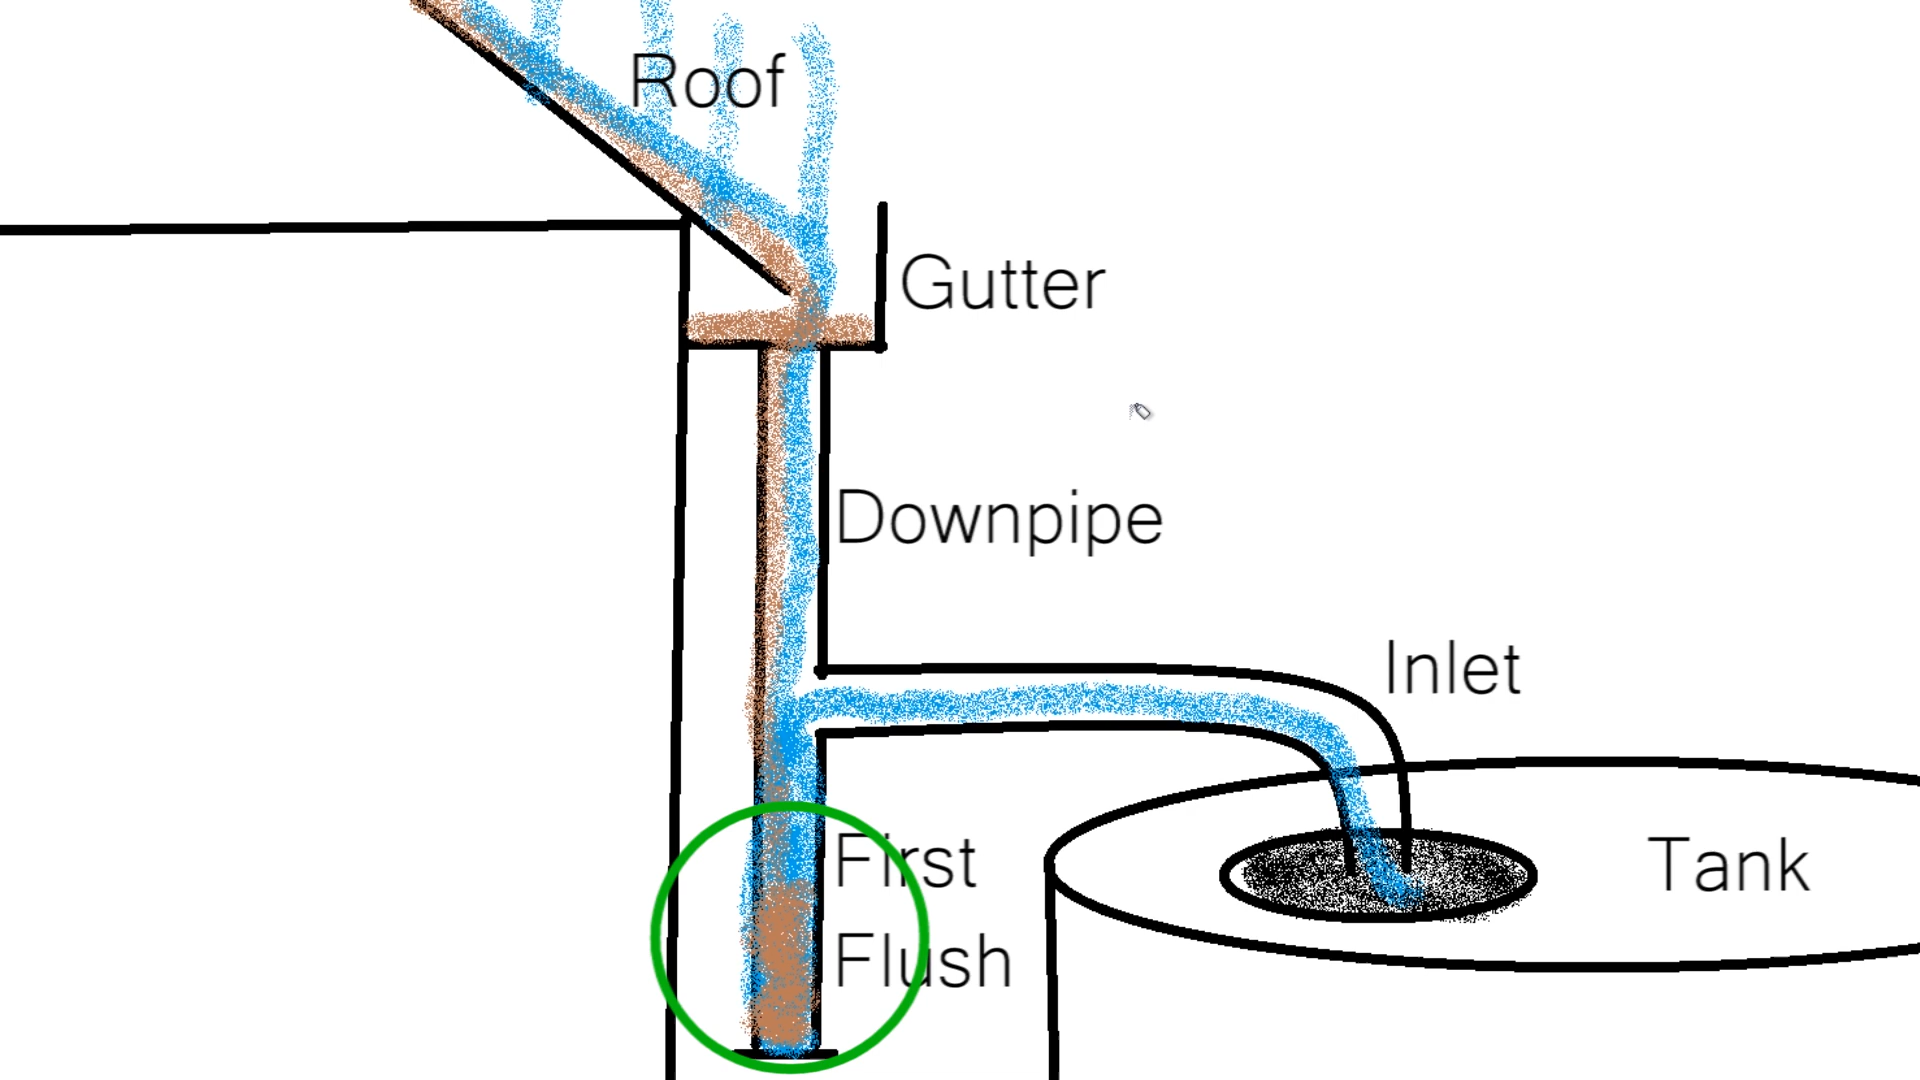 Roof
Gutter
Downpipe
Inlet
First
Flush
Tank